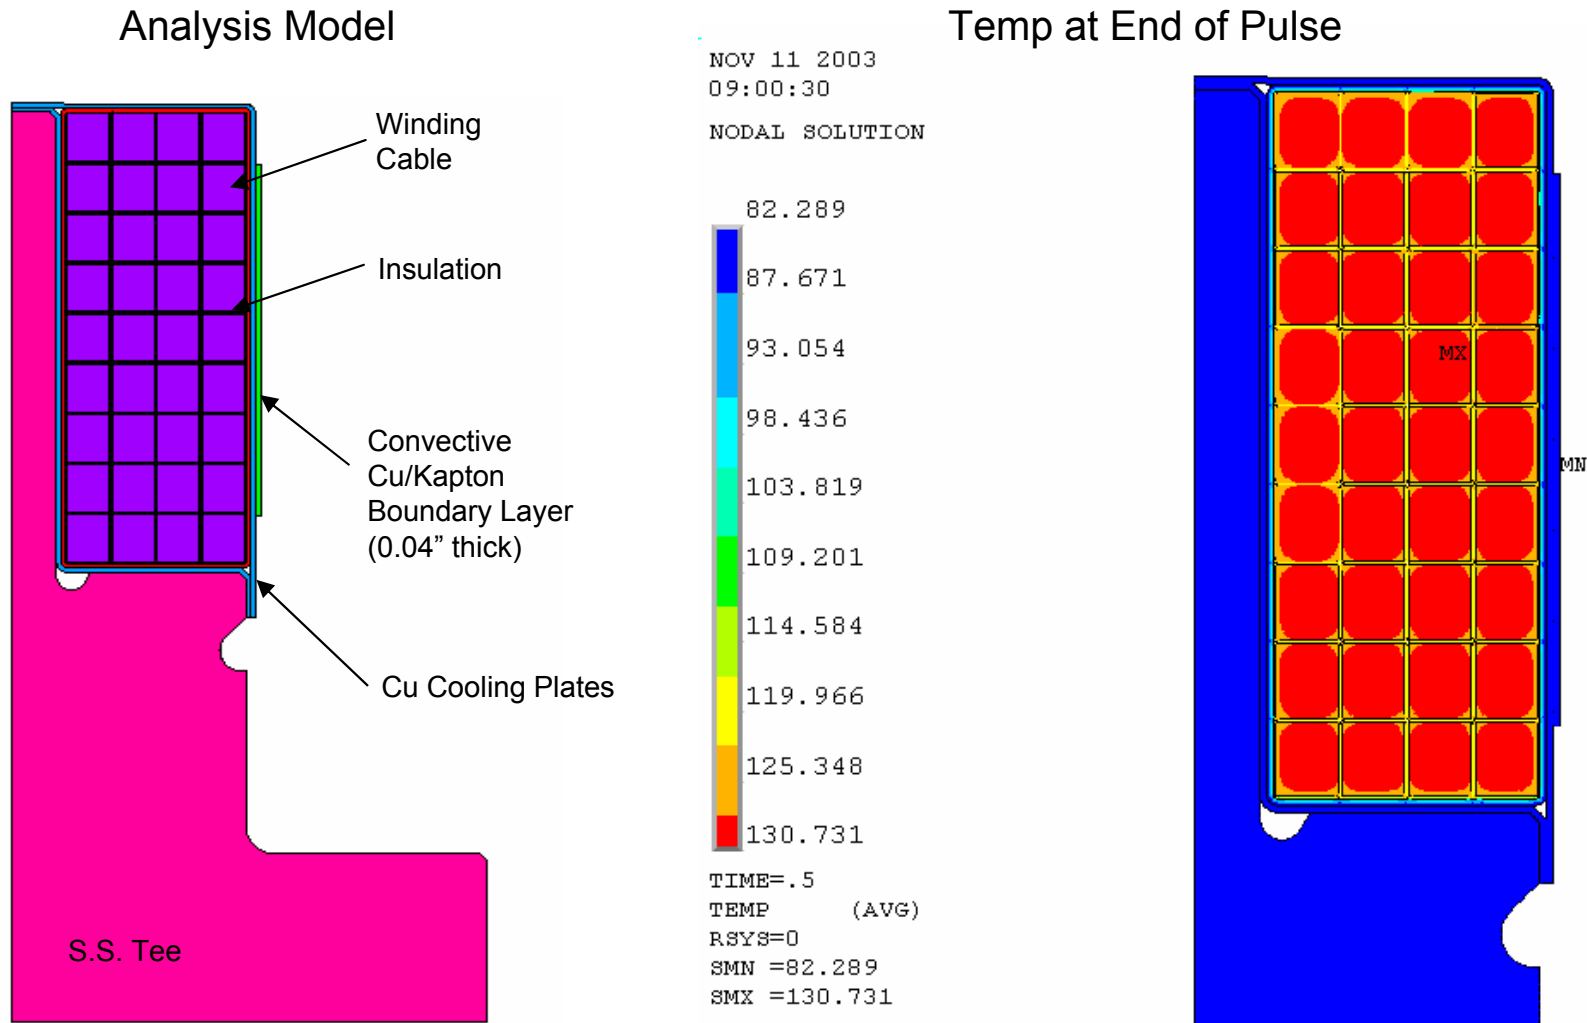 Analysis Model
Temp at End of Pulse
Winding
Cable
Insulation
Convective
Cu/Kapton
Boundary Layer
(0.04” thick)
Cu Cooling Plates
S.S. Tee
NOV 11 2003
09:00:30
NODAL SOLUTION
82.289
87.671
93.054
98.436
103.819
109.201
114.584
119.966
125.348
130.731
TIME=.5
TEMP (AVG)
RSYS=0
SMN =82.289
SMX =130.731
MX
MN